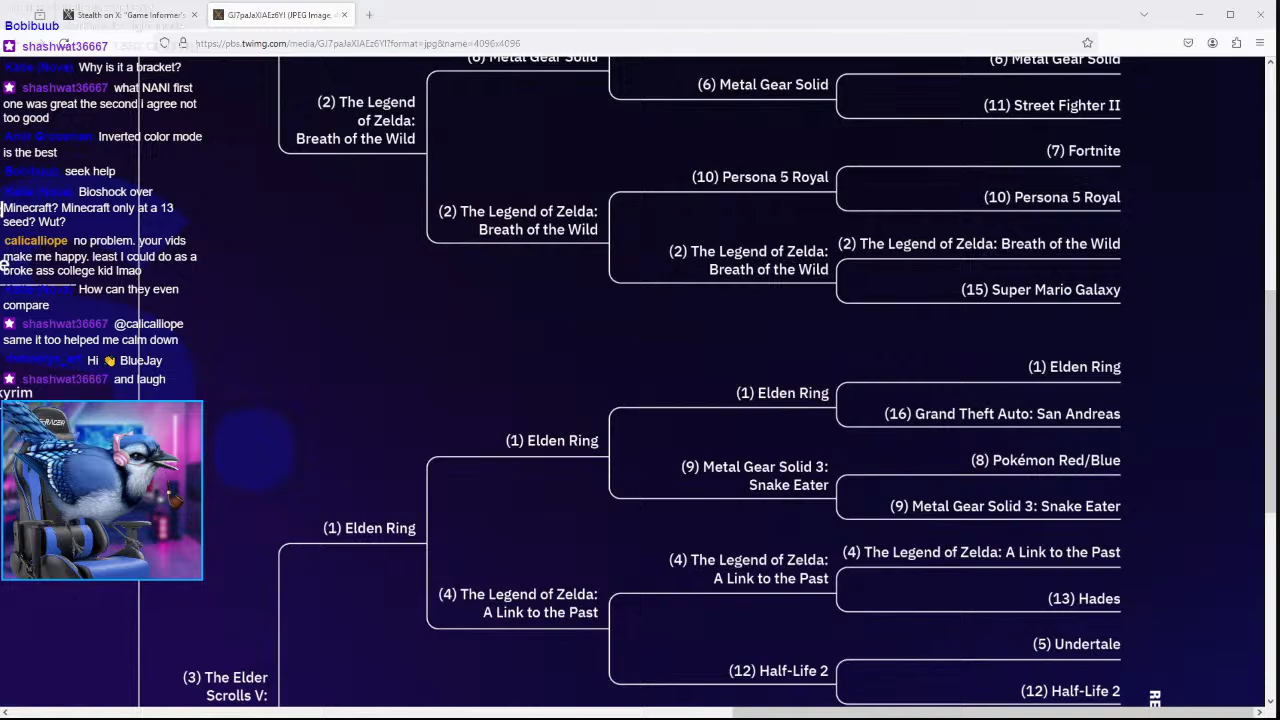 Stealth on X: "Game Informer's
GJ7paJaXIAEz6YI (JPEG Image, 4
https://pbs.twimg.com/media/GJ7paJaXIAEz6YI?format=jpg&name=4096x4096
Bobibuub
shashwat36667
Why is it a bracket?
shashwat36667 what NANI first
one was great the second i agree not
too good
Inverted color mode
is the best
Bobibuub seek help
Bioshock over
Minecraft? Minecraft only at a 13
seed? Wut?
calicalliope no problem. your vids
make me happy. least I could do as a
broke ass college kid lmao
How can they even
compare
shashwat36667 @calicalliope
same it too helped me calm down
Hi 👋 BlueJay
shashwat36667 and laugh
kyrim
(2) The Legend
of Zelda:
Breath of the Wild
(6) Metal Gear Solid
(6) Metal Gear Solid
(6) Metal Gear Solid
(11) Street Fighter II
(7) Fortnite
(10) Persona 5 Royal
(10) Persona 5 Royal
(2) The Legend of Zelda:
Breath of the Wild
(2) The Legend of Zelda: Breath of the Wild
(2) The Legend of Zelda:
Breath of the Wild
(15) Super Mario Galaxy
(1) Elden Ring
(1) Elden Ring
(16) Grand Theft Auto: San Andreas
(1) Elden Ring
(8) Pokémon Red/Blue
(9) Metal Gear Solid 3:
Snake Eater
(9) Metal Gear Solid 3: Snake Eater
(1) Elden Ring
(4) The Legend of Zelda: A Link to the Past
(4) The Legend of Zelda:
A Link to the Past
(13) Hades
(4) The Legend of Zelda:
A Link to the Past
(5) Undertale
(12) Half-Life 2
(12) Half-Life 2
(3) The Elder
Scrolls V:
RE